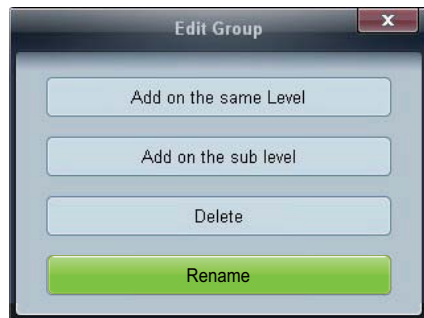 Edit Group
x
Add on the same Level
Add on the sub level
Delete
Rename